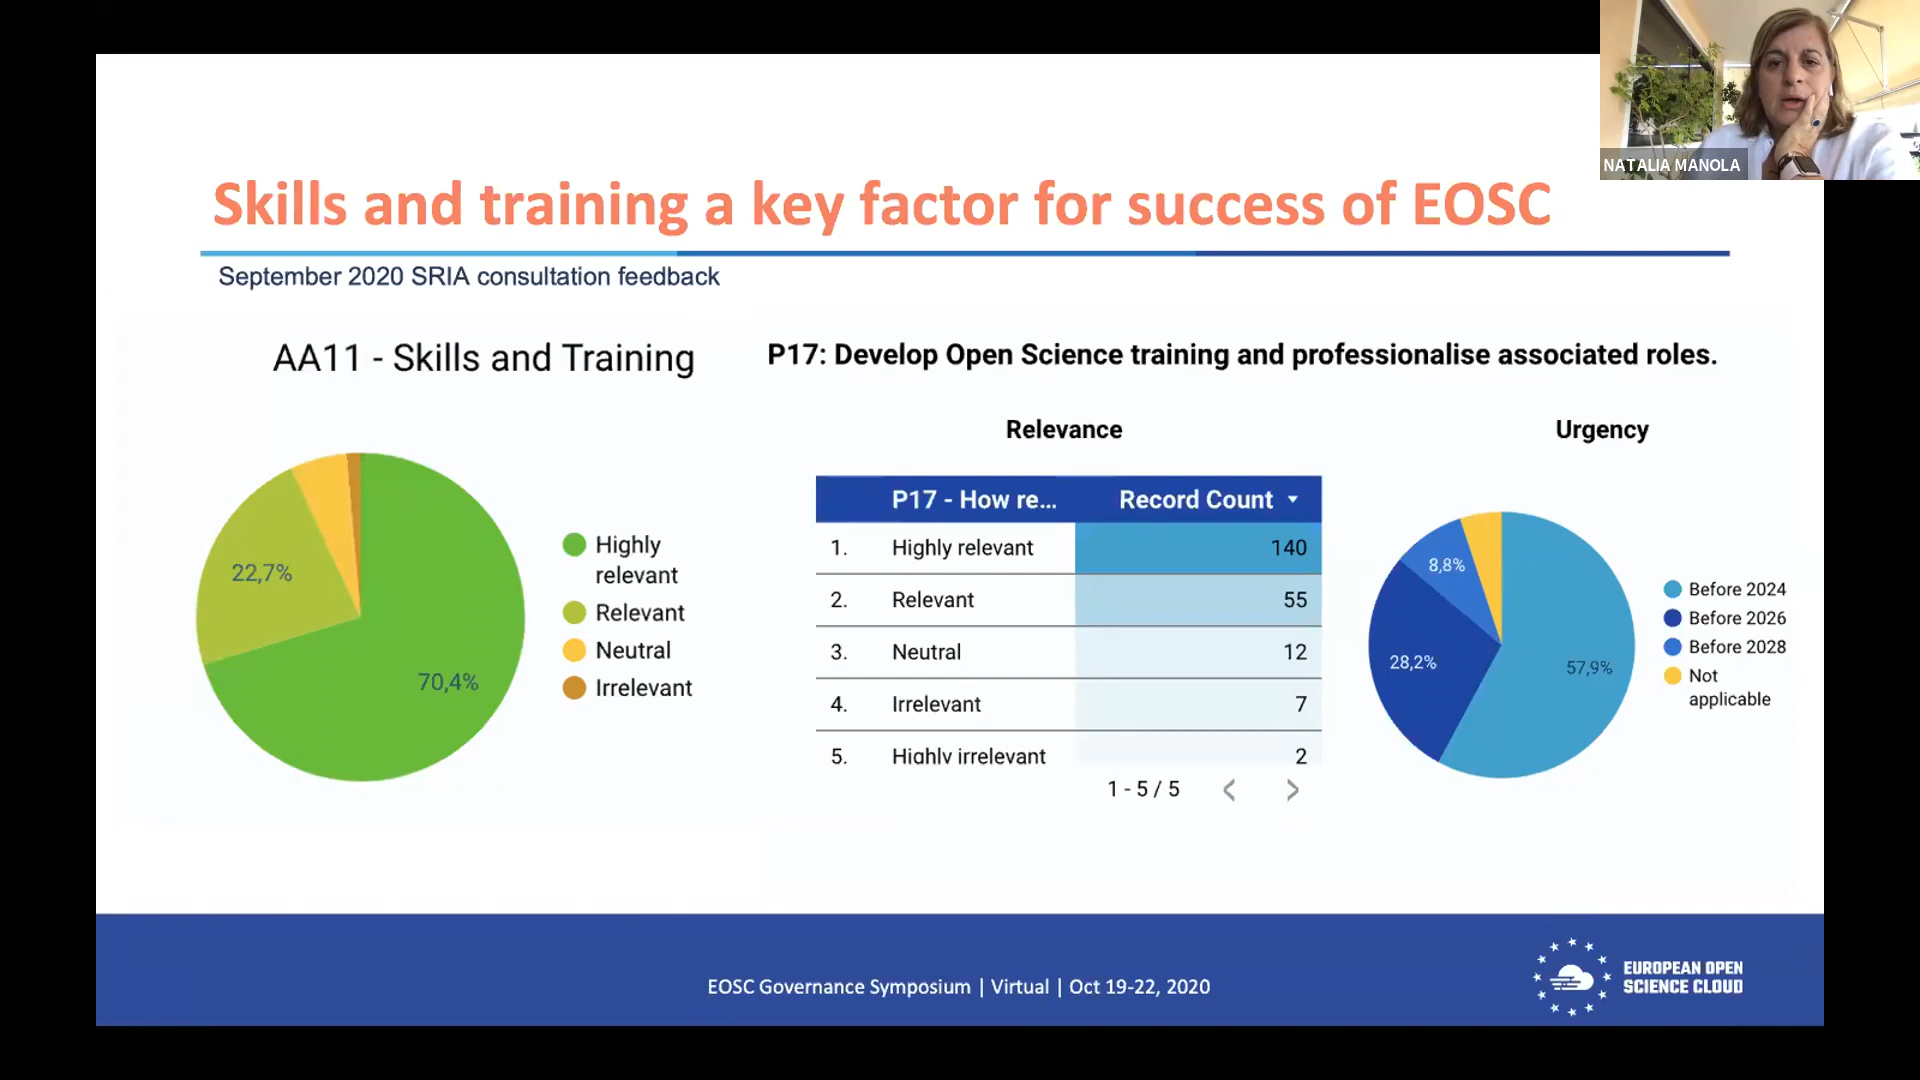 NATALIA MANOLA
Skills and training a key factor for success of EOSC
September 2020 SRIA consultation feedback
AA11 - Skills and Training
22,7%
70,4%
Highly
relevant
Relevant
Neutral
Irrelevant
P17: Develop Open Science training and professionalise associated roles.
Relevance
P17 - How re... Record Count
1. Highly relevant 140
2. Relevant 55
3. Neutral 12
4. Irrelevant 7
5. Highly irrelevant 2
1 - 5 / 5
Urgency
8,8%
28,2%
57,9%
Before 2024
Before 2026
Before 2028
Not
applicable
EOSC Governance Symposium | Virtual | Oct 19-22, 2020
EUROPEAN OPEN
SCIENCE CLOUD